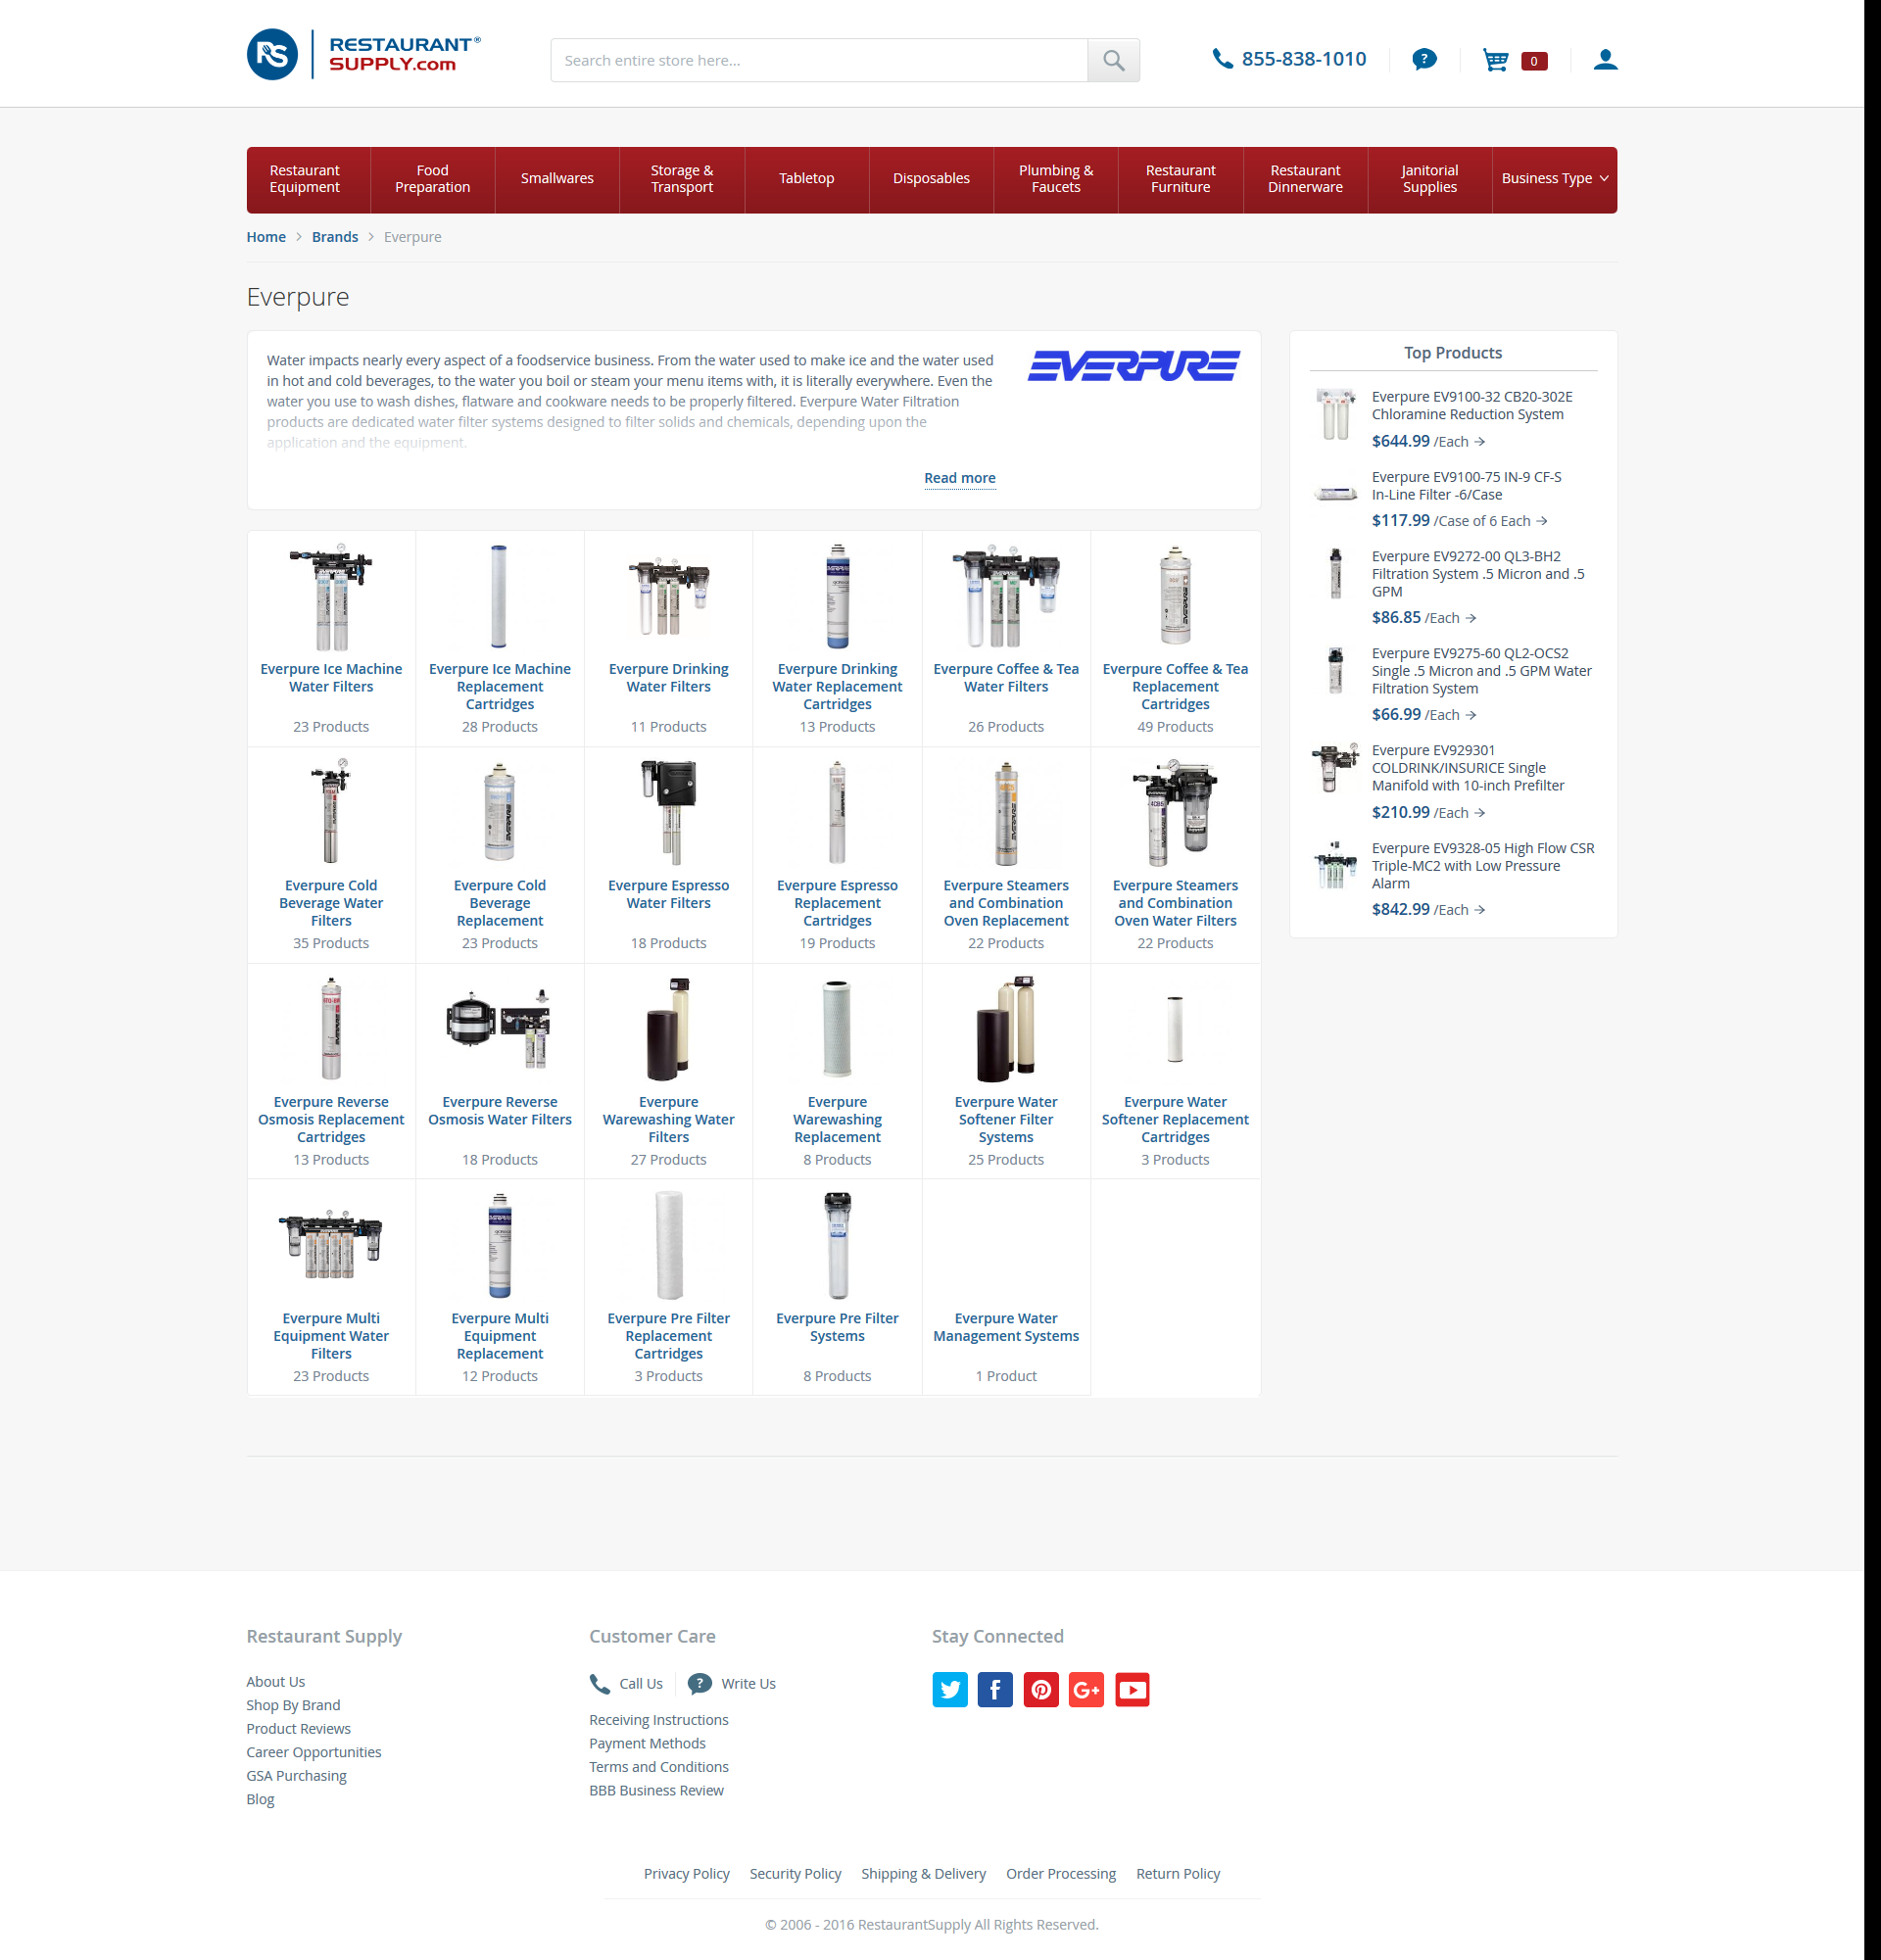 RS
RESTAURANT®
SUPPLY.com
Search entire store here...
855-838-1010
?
0
Restaurant
Equipment
Food
Preparation
Smallwares
Storage &
Transport
Tabletop
Disposables
Plumbing &
Faucets
Restaurant
Furniture
Restaurant
Dinnerware
Janitorial
Supplies
Business Type
Home > Brands > Everpure
Everpure
Water impacts nearly every aspect of a foodservice business. From the water used to make ice and the water used
in hot and cold beverages, to the water you boil or steam your menu items with, it is literally everywhere. Even the
water you use to wash dishes, flatware and cookware needs to be properly filtered. Everpure Water Filtration
products are dedicated water filter systems designed to filter solids and chemicals, depending upon the
application and the equipment.
Read more
EVERPURE
Everpure Ice Machine
Water Filters
23 Products
Everpure Ice Machine
Replacement
Cartridges
28 Products
Everpure Drinking
Water Filters
11 Products
Everpure Drinking
Water Replacement
Cartridges
13 Products
Everpure Coffee & Tea
Water Filters
26 Products
Everpure Coffee & Tea
Replacement
Cartridges
49 Products
Everpure Cold
Beverage Water
Filters
35 Products
Everpure Cold
Beverage
Replacement
23 Products
Everpure Espresso
Water Filters
18 Products
Everpure Espresso
Replacement
Cartridges
19 Products
Everpure Steamers
and Combination
Oven Replacement
22 Products
Everpure Steamers
and Combination
Oven Water Filters
22 Products
Everpure Reverse
Osmosis Replacement
Cartridges
13 Products
Everpure Reverse
Osmosis Water Filters
18 Products
Everpure
Warewashing Water
Filters
27 Products
Everpure
Warewashing
Replacement
8 Products
Everpure Water
Softener Filter
Systems
25 Products
Everpure Water
Softener Replacement
Cartridges
3 Products
Everpure Multi
Equipment Water
Filters
23 Products
Everpure Multi
Equipment
Replacement
12 Products
Everpure Pre Filter
Replacement
Cartridges
3 Products
Everpure Pre Filter
Systems
8 Products
Everpure Water
Management Systems
1 Product
Top Products
Everpure EV9100-32 CB20-302E
Chloramine Reduction System
$644.99 /Each →
Everpure EV9100-75 IN-9 CF-S
In-Line Filter -6/Case
$117.99 /Case of 6 Each →
Everpure EV9272-00 QL3-BH2
Filtration System .5 Micron and .5
GPM
$86.85 /Each →
Everpure EV9275-60 QL2-OCS2
Single .5 Micron and .5 GPM Water
Filtration System
$66.99 /Each →
Everpure EV929301
COLDRINK/INSURICE Single
Manifold with 10-inch Prefilter
$210.99 /Each →
Everpure EV9328-05 High Flow CSR
Triple-MC2 with Low Pressure
Alarm
$842.99 /Each →
Restaurant Supply
About Us
Shop By Brand
Product Reviews
Career Opportunities
GSA Purchasing
Blog
Customer Care
Call Us
? Write Us
Receiving Instructions
Payment Methods
Terms and Conditions
BBB Business Review
Stay Connected
f
G+
Privacy Policy Security Policy Shipping & Delivery Order Processing Return Policy
© 2006 - 2016 RestaurantSupply All Rights Reserved.